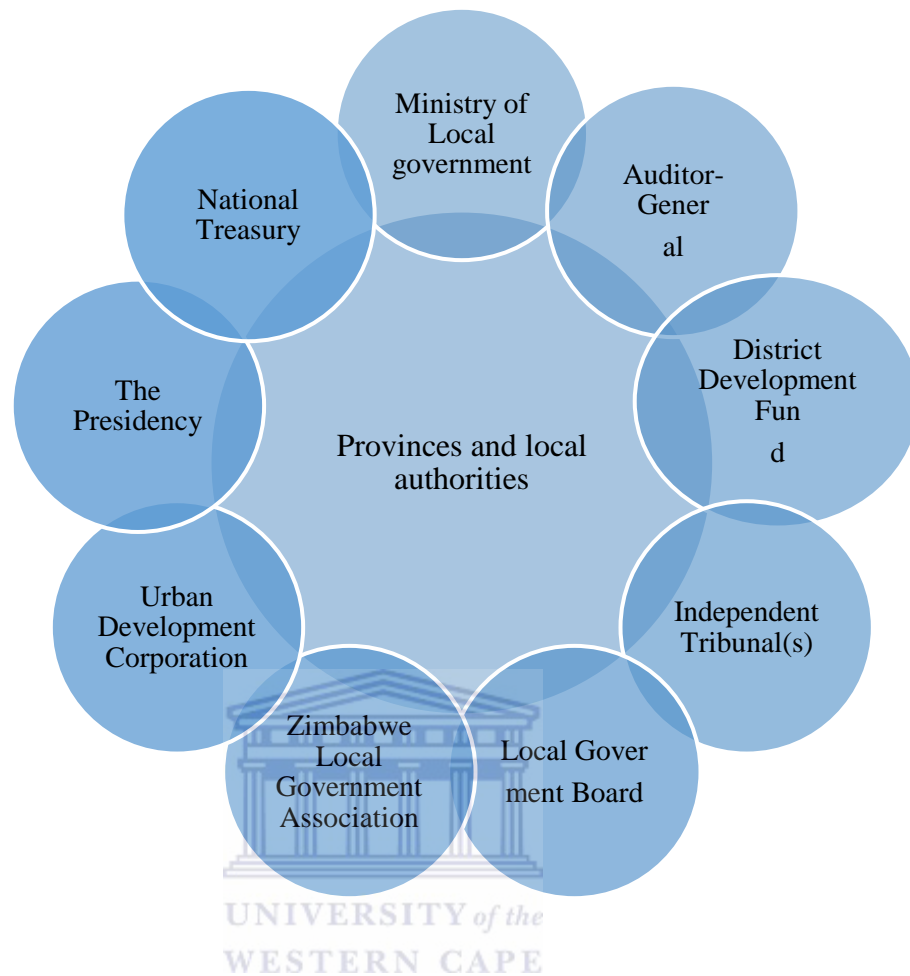 Ministry of
Local
government
Auditor-
Gener
al
District
Development
Fun
d
Independent
Tribunal(s)
Local Gover
ment Board
Zimbabwe
Local
Government
Association
Urban
Development
Corporation
The
Presidency
National
Treasury
Provinces and local
authorities
UNIVERSITY of the
WESTERN CAPE